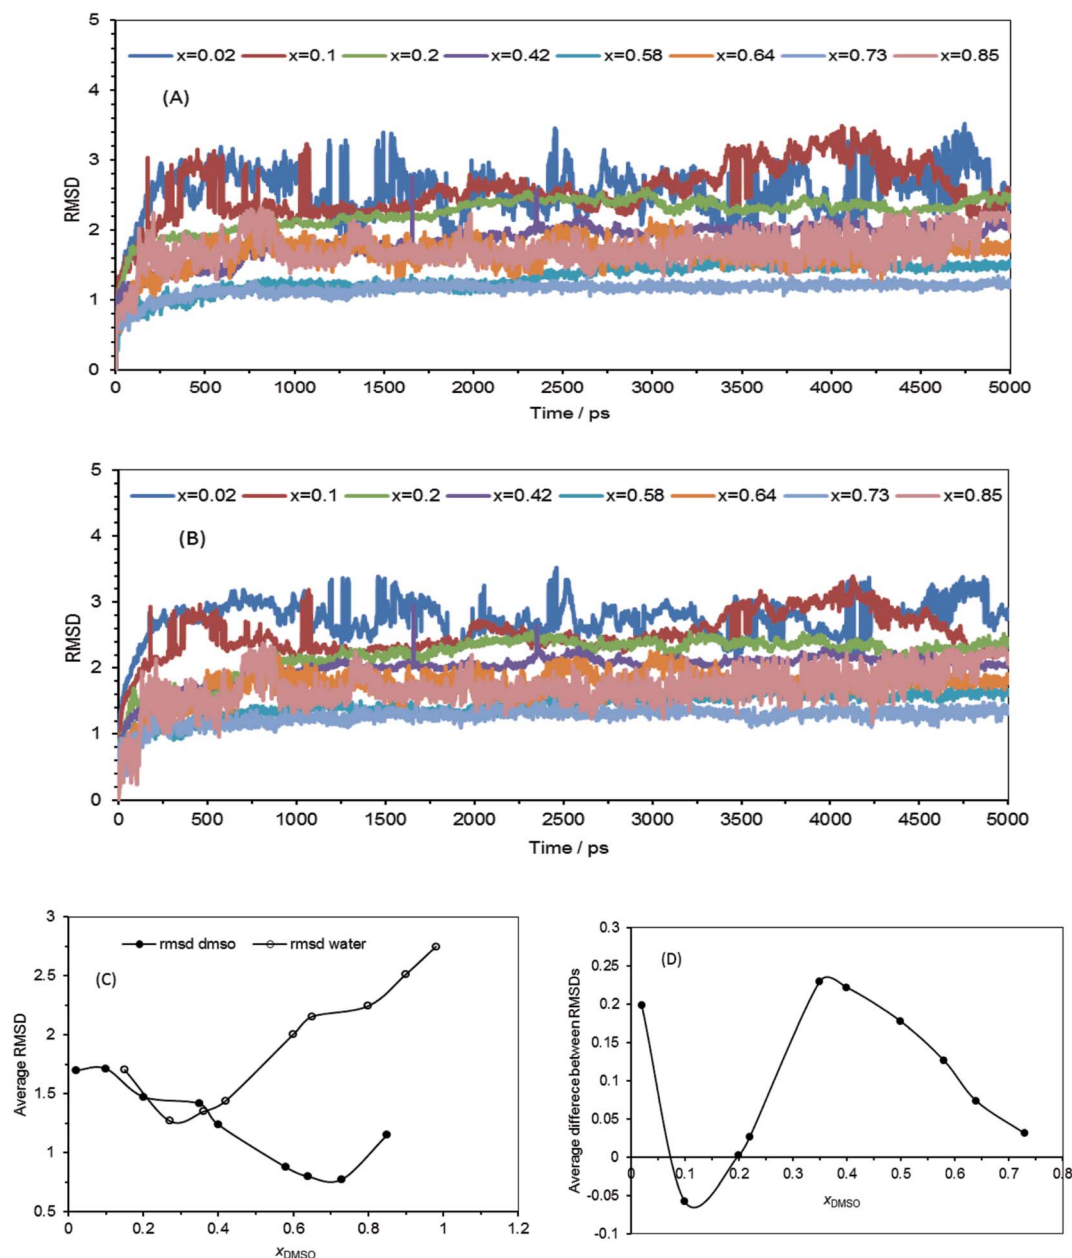 5
x=0.02 x=0.1 x=0.2 x=0.42 x=0.58 x=0.64 x=0.73 x=0.85
4
(A)
3
RMSD
2
1
0
0 500 1000 1500 2000 2500 3000 3500 4000 4500 5000
Time / ps
5
x=0.02 x=0.1 x=0.2 x=0.42 x=0.58 x=0.64 x=0.73 x=0.85
4
(B)
3
RMSD
2
1
0
0 500 1000 1500 2000 2500 3000 3500 4000 4500 5000
Time / ps
3
rmsd dmso rmsd water
(C)
2.5
2
Average RMSD
1.5
1
0.5
0 0.2 0.4 0.6 0.8 1 1.2
xDMSO
0.3
(D)
0.25
0.2
0.15
Average differece between RMSDs
0.1
0.05
0
0 0.1 0.2 0.3 0.4 0.5 0.6 0.7 0.8
xDMSO
-0.05
-0.1